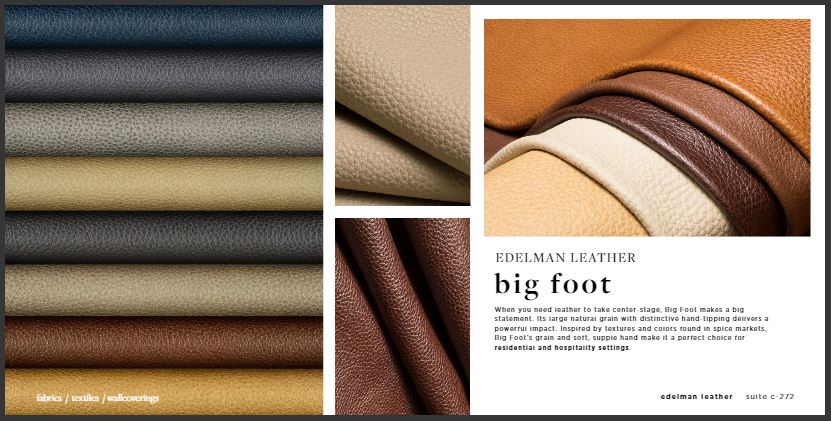 EDELMAN LEATHER
big foot
When you need leather to take center-stage, Big Foot makes a big
statement. Its large natural grain with distinctive hand-tipping delivers a
powerful impact. Inspired by textures and colors found in spice markets,
Big Foot's grain and soft, supple hand make it a perfect choice for
residential and hospitality settings.
fabrics / textiles / wallcoverings
edelman leather suite c-272